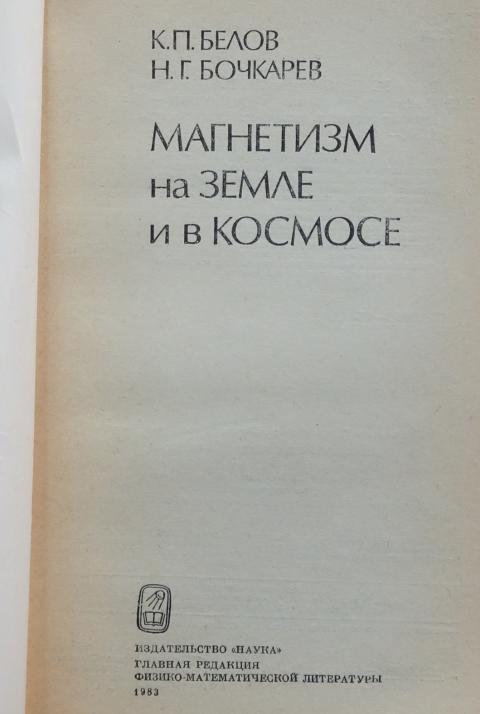 К.П. БЕЛОВ
Н.Г. БОЧКАРЕВ
МАГНЕТИЗМ
на ЗЕМЛЕ
и в КОСМОСЕ
ИЗДАТЕЛЬСТВО «НАУКА»
ГЛАВНАЯ РЕДАКЦИЯ
ФИЗИКО-МАТЕМАТИЧЕСКОЙ ЛИТЕРАТУРЫ
1983